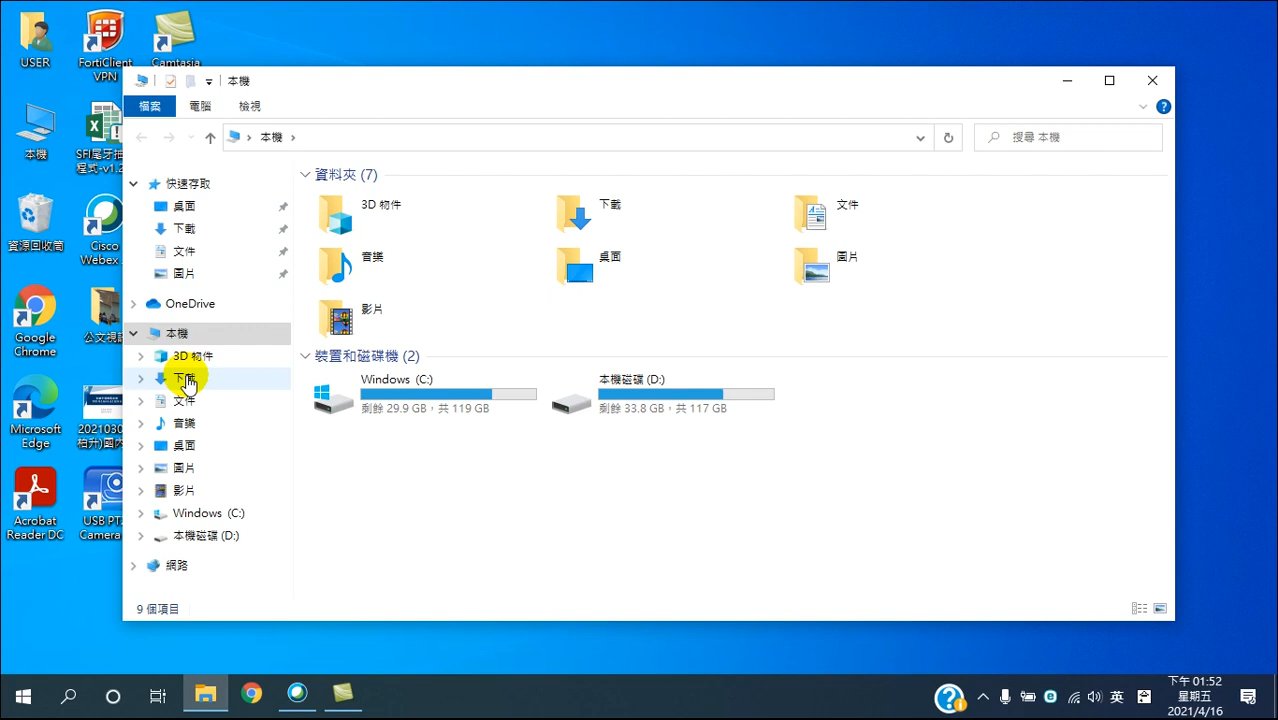 USER
FortiClient
VPN
Camtasia
本機
SFI尾牙抽
程式-v1.2
資源回收筒
Cisco
Webex
Google
Chrome
公文視訊
Microsoft
Edge
2021030
柏升)國內
Acrobat
Reader DC
USB PT
Camera
本機
檔案
電腦
檢視
本機
搜尋 本機
快速存取
桌面
下載
文件
圖片
OneDrive
本機
3D 物件
下載
文件
音樂
桌面
圖片
影片
Windows (C:)
本機磁碟 (D:)
網路
資料夾 (7)
3D 物件
下載
文件
音樂
桌面
圖片
影片
裝置和磁碟機 (2)
Windows (C:)
剩餘 29.9 GB，共 119 GB
本機磁碟 (D:)
剩餘 33.8 GB，共 117 GB
9 個項目
英
下午 01:52
星期五
2021/4/16